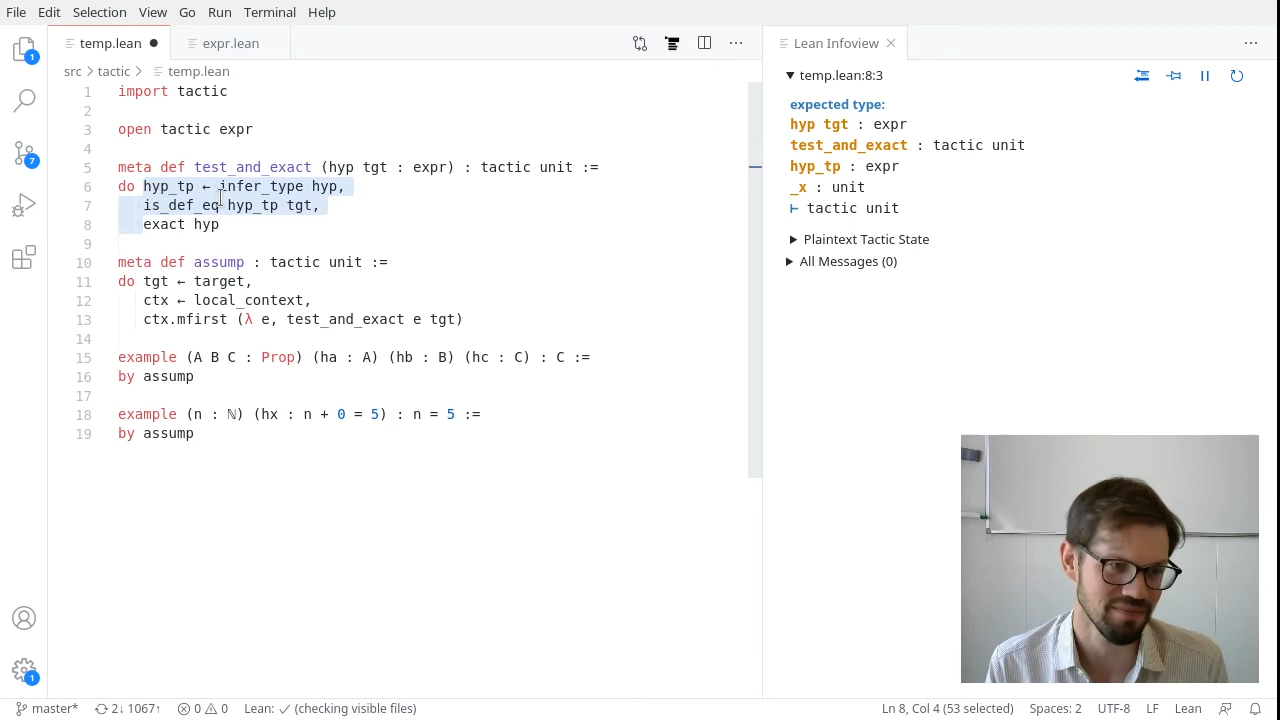 File Edit Selection View Go Run Terminal Help
temp.lean expr.lean
src tactic temp.lean
1 import tactic
2
3 open tactic expr
4
5 meta def test_and_exact (hyp tgt : expr) : tactic unit :=
6 do hyp_tp ← infer_type hyp,
7 is_def_eq hyp_tp tgt,
8 exact hyp
9
10 meta def assump : tactic unit :=
11 do tgt ← target,
12 ctx ← local_context,
13 ctx.mfirst (λ e, test_and_exact e tgt)
14
15 example (A B C : Prop) (ha : A) (hb : B) (hc : C) : C :=
16 by assump
17
18 example (n : ℕ) (hx : n + 0 = 5) : n = 5 :=
19 by assump
Lean Infoview
temp.lean:8:3
expected type:
hyp tgt : expr
test_and_exact : tactic unit
hyp_tp : expr
_x : unit
⊢ tactic unit
Plaintext Tactic State
All Messages (0)
1
7
1
master* 2↓ 1067↑ 0 0 Lean: ✓ (checking visible files) Ln 8, Col 4 (53 selected) Spaces: 2 UTF-8 LF Lean